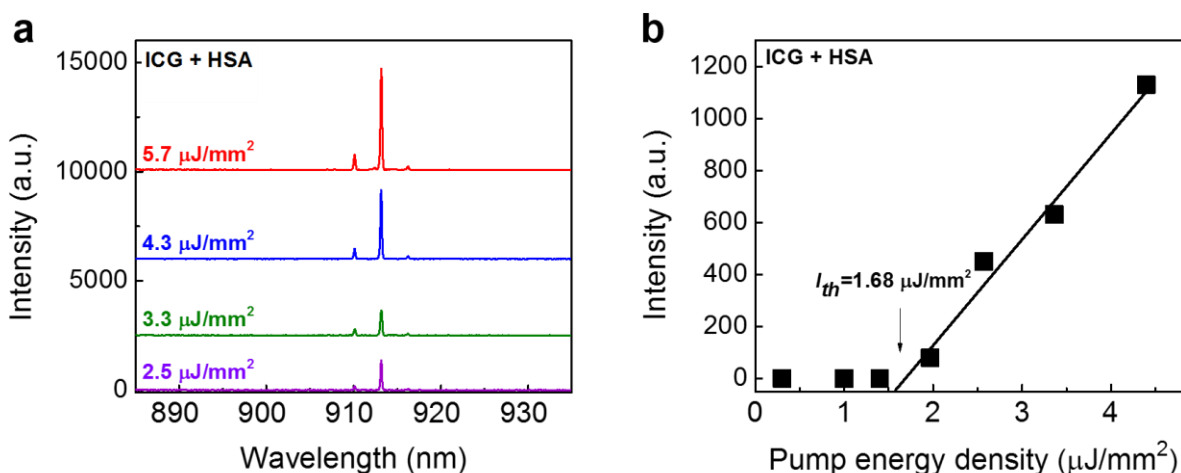 a
ICG + HSA
15000
10000
5000
0
Intensity (a.u.)
5.7 μJ/mm²
4.3 μJ/mm²
3.3 μJ/mm²
2.5 μJ/mm²
890 900 910 920 930
Wavelength (nm)
b
ICG + HSA
1200
1000
800
600
400
200
0
Intensity (a.u.)
I_th=1.68 μJ/mm²
0 1 2 3 4
Pump energy density (μJ/mm²)